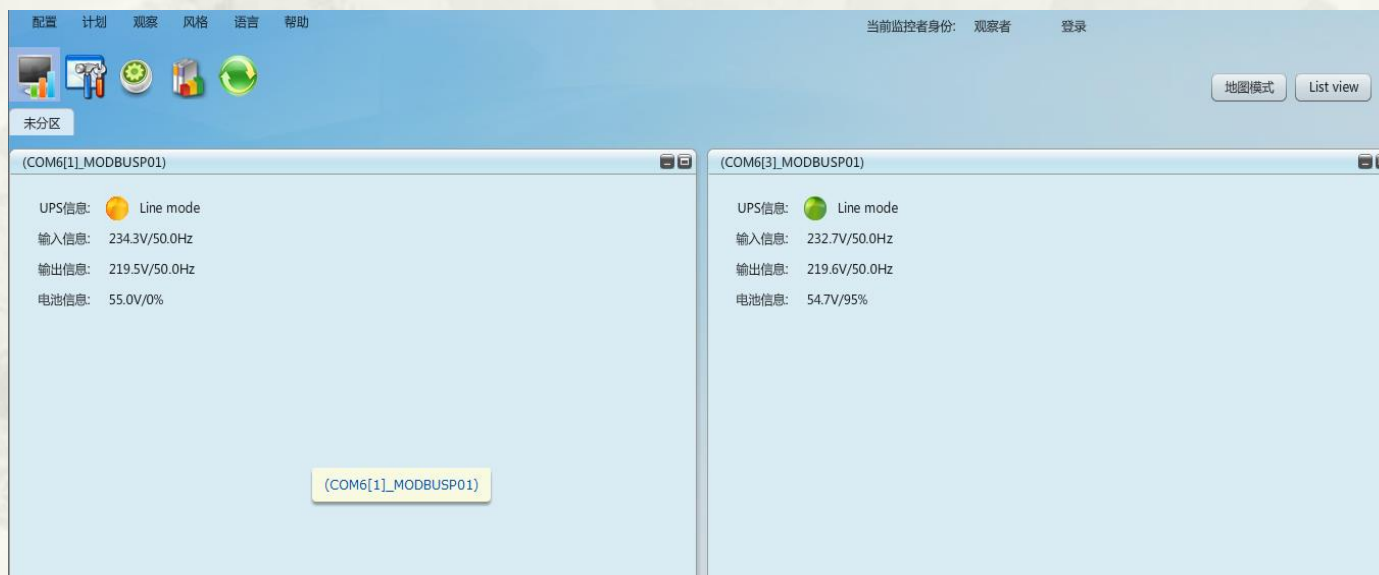 配置 计划 观察 风格 语言 帮助
当前监控者身份: 观察者 登录
地图模式 List view
未分区
(COM6[1]_MODBUSP01)
UPS信息: Line mode
输入信息: 234.3V/50.0Hz
输出信息: 219.5V/50.0Hz
电池信息: 55.0V/0%
(COM6[1]_MODBUSP01)
(COM6[3]_MODBUSP01)
UPS信息: Line mode
输入信息: 232.7V/50.0Hz
输出信息: 219.6V/50.0Hz
电池信息: 54.7V/95%